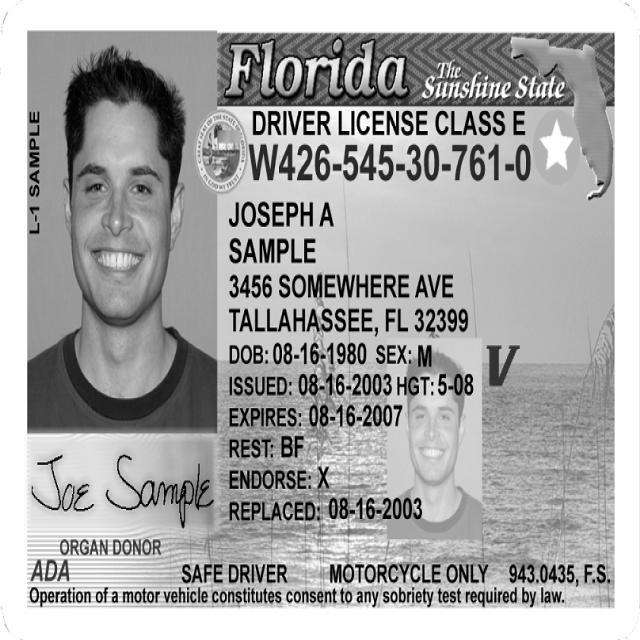 L-1 SAMPLE
Florida The Sunshine State
DRIVER LICENSE CLASS E
W426-545-30-761-0
JOSEPH A
SAMPLE
3456 SOMEWHERE AVE
TALLAHASSEE, FL 32399
DOB: 08-16-1980 SEX: M
V
ISSUED: 08-16-2003 HGT: 5-08
EXPIRES: 08-16-2007
REST: BF
ENDORSE: X
REPLACED: 08-16-2003
Joe Sample
ORGAN DONOR
ADA SAFE DRIVER MOTORCYCLE ONLY 943.0435, F.S.
Operation of a motor vehicle constitutes consent to any sobriety test required by law.